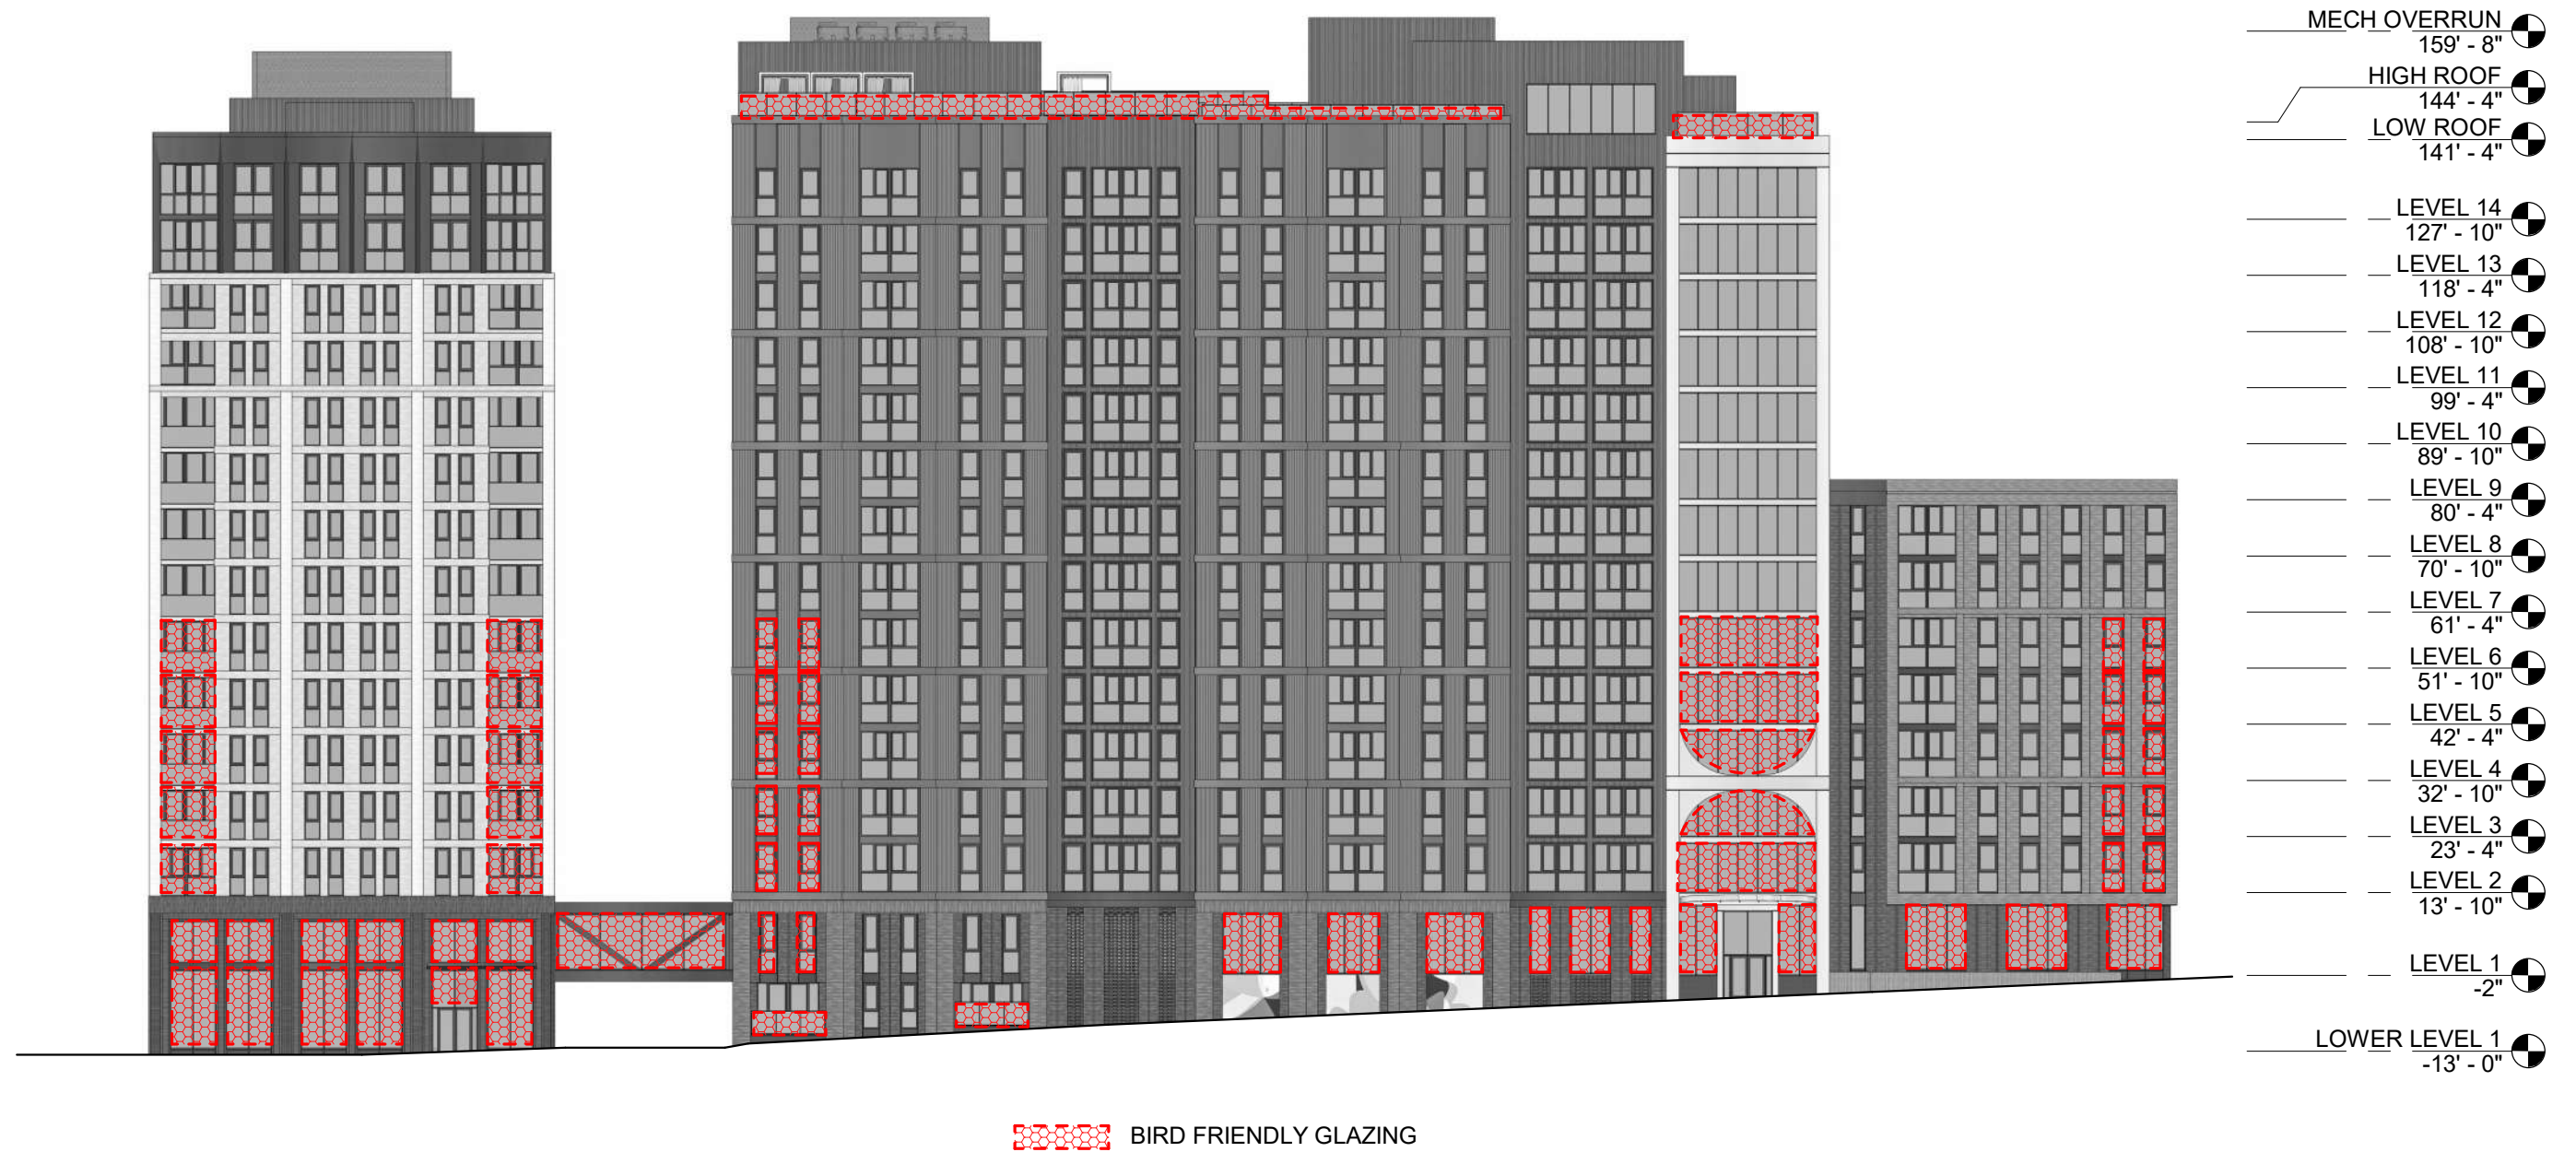 MECH OVERRUN
159' - 8"
HIGH ROOF
144' - 4"
LOW ROOF
141' - 4"
LEVEL 14
127' - 10"
LEVEL 13
118' - 4"
LEVEL 12
108' - 10"
LEVEL 11
99' - 4"
LEVEL 10
89' - 10"
LEVEL 9
80' - 4"
LEVEL 8
70' - 10"
LEVEL 7
61' - 4"
LEVEL 6
51' - 10"
LEVEL 5
42' - 4"
LEVEL 4
32' - 10"
LEVEL 3
23' - 4"
LEVEL 2
13' - 10"
LEVEL 1
-2"
LOWER LEVEL 1
-13' - 0"
BIRD FRIENDLY GLAZING